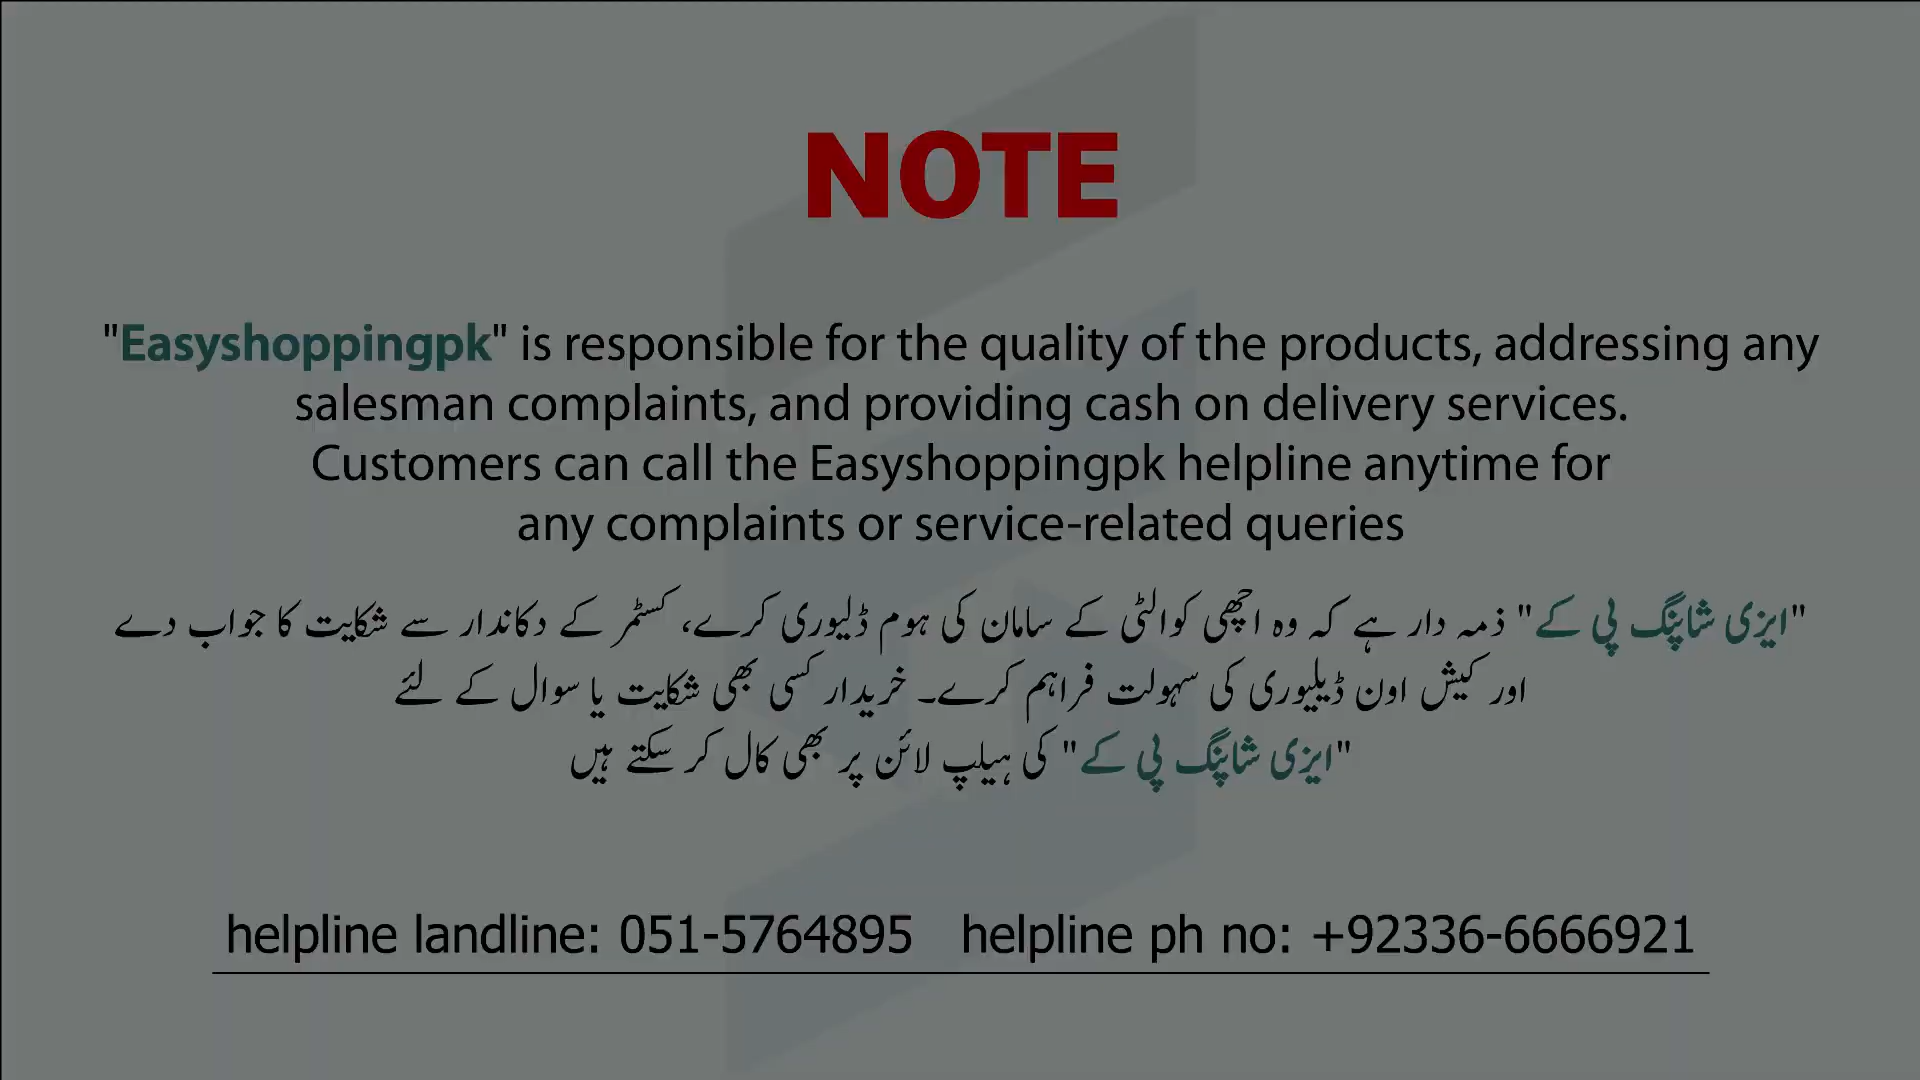 NOTE
"Easyshoppingpk" is responsible for the quality of the products, addressing any
salesman complaints, and providing cash on delivery services.
Customers can call the Easyshoppingpk helpline anytime for
any complaints or service-related queries
"ایزی شاپنگ پی کے" ذمہ دار ہے کہ وہ اچھی کوالٹی کے سامان کی ہوم ڈلیوری کرے، کسٹمر کے دکاندار سے شکایت کا جواب دے
اور کیش اون ڈیلیوری کی سہولت فراہم کرے۔ خریدار کسی بھی شکایت یا سوال کے لئے
"ایزی شاپنگ پی کے" کی ہیلپ لائن پر بھی کال کر سکتے ہیں
helpline landline: 051-5764895 helpline ph no: +92336-6666921